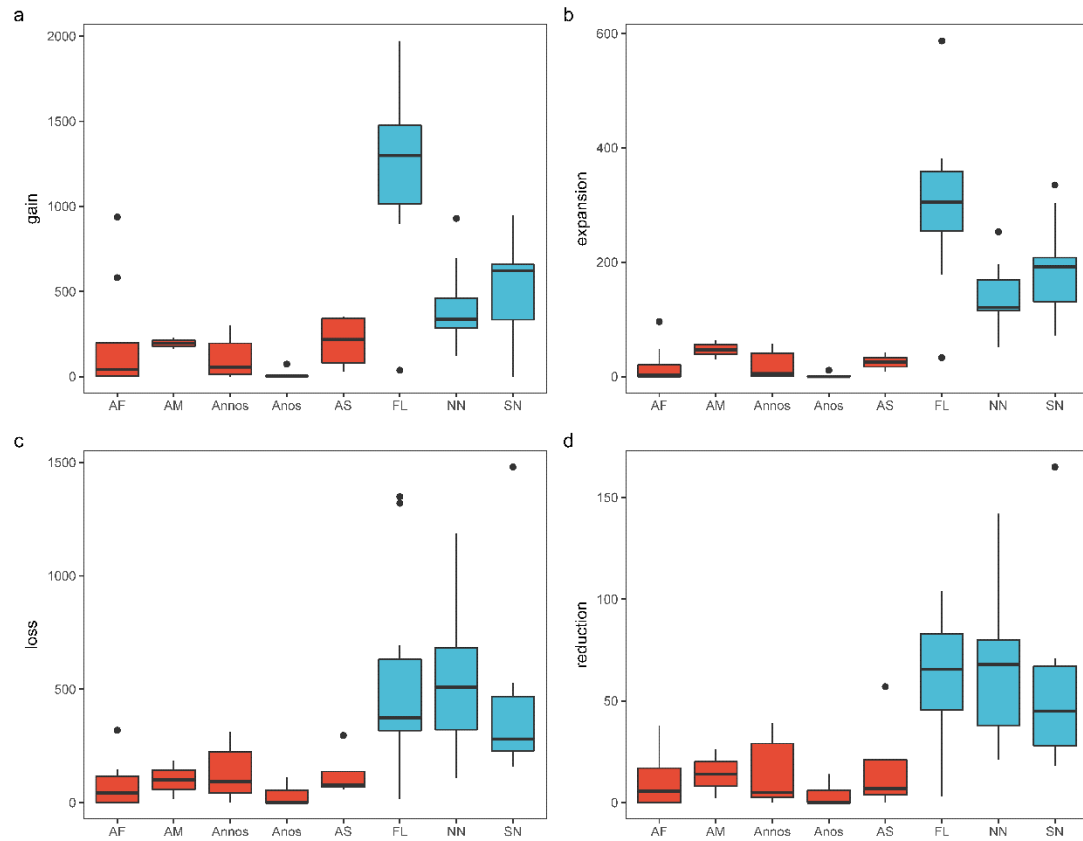 a
2000
1500
1000
500
0
gain
AF AM Annos Anos AS FL NN SN
b
600
400
200
0
expansion
AF AM Annos Anos AS FL NN SN
c
1500
1000
500
0
loss
AF AM Annos Anos AS FL NN SN
d
150
100
50
0
reduction
AF AM Annos Anos AS FL NN SN